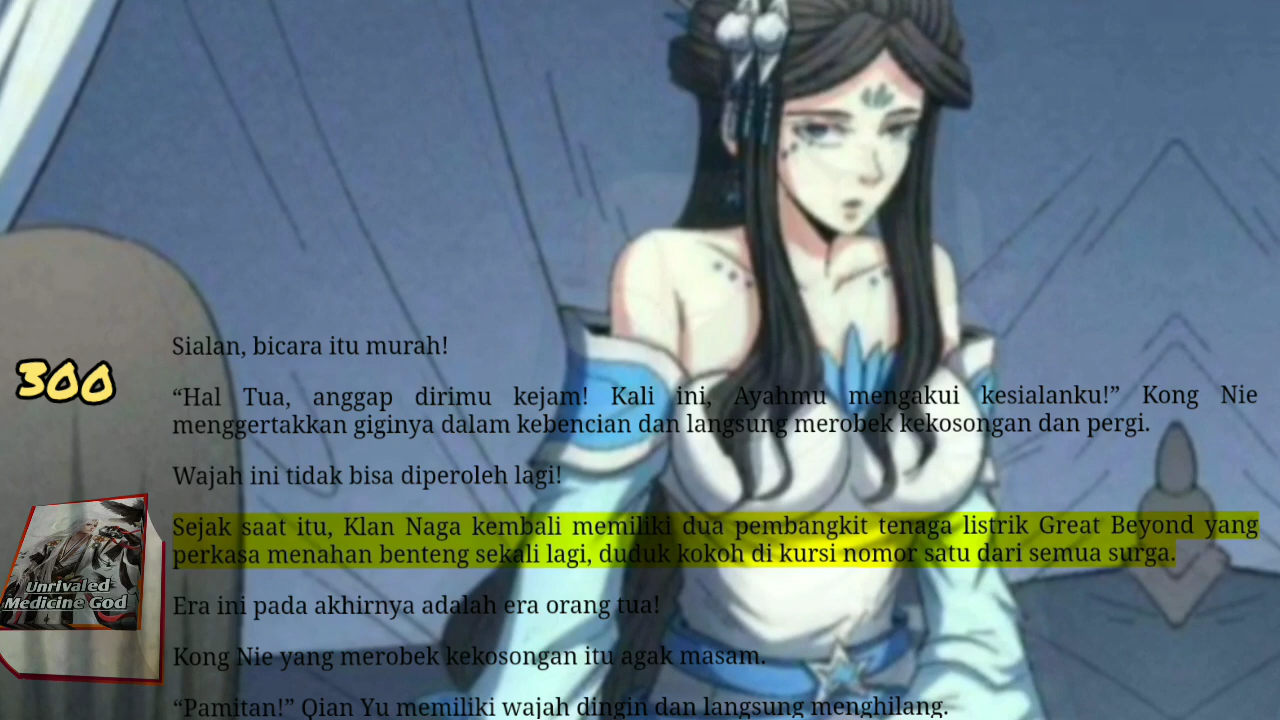 Sialan, bicara itu murah!
300
“Hal Tua, anggap dirimu kejam! Kali ini, Ayahmu mengakui kesialanku!” Kong Nie
menggertakkan giginya dalam kebencian dan langsung merobek kekosongan dan pergi.
Wajah ini tidak bisa diperoleh lagi!
Sejak saat itu, Klan Naga kembali memiliki dua pembangkit tenaga listrik Great Beyond yang
perkasa menahan benteng sekali lagi, duduk kokoh di kursi nomor satu dari semua surga.
Unrivaled
Medicine God
Era ini pada akhirnya adalah era orang tua!
Kong Nie yang merobek kekosongan itu agak masam.
“Pamitan!” Qian Yu memiliki wajah dingin dan langsung menghilang.